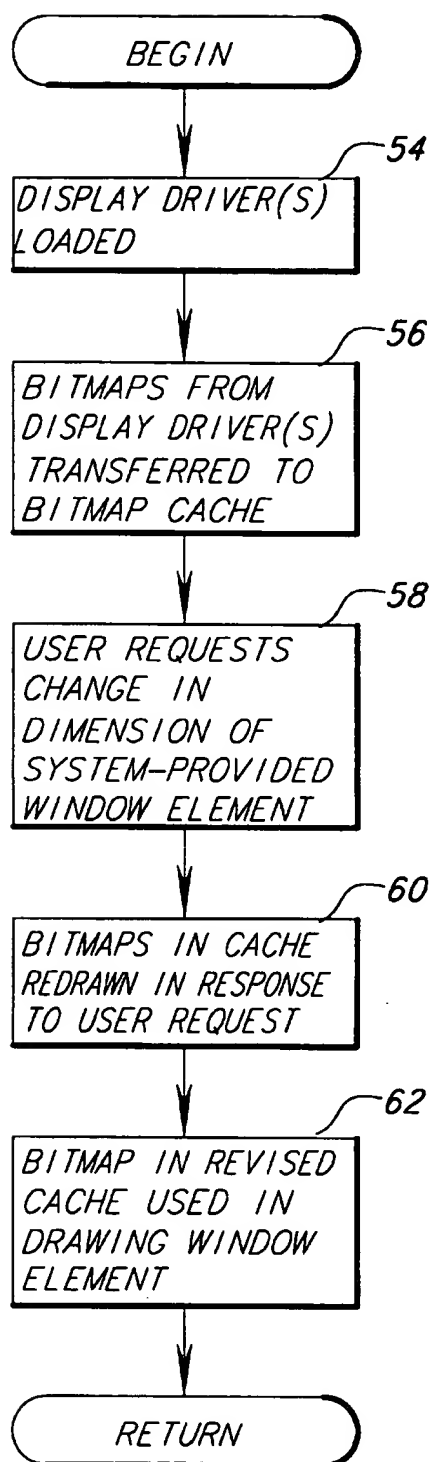 BEGIN
54
DISPLAY DRIVER(S)
LOADED
56
BITMAPS FROM
DISPLAY DRIVER(S)
TRANSFERRED TO
BITMAP CACHE
58
USER REQUESTS
CHANGE IN
DIMENSION OF
SYSTEM-PROVIDED
WINDOW ELEMENT
60
BITMAPS IN CACHE
REDRAWN IN RESPONSE
TO USER REQUEST
62
BITMAP IN REVISED
CACHE USED IN
DRAWING WINDOW
ELEMENT
RETURN